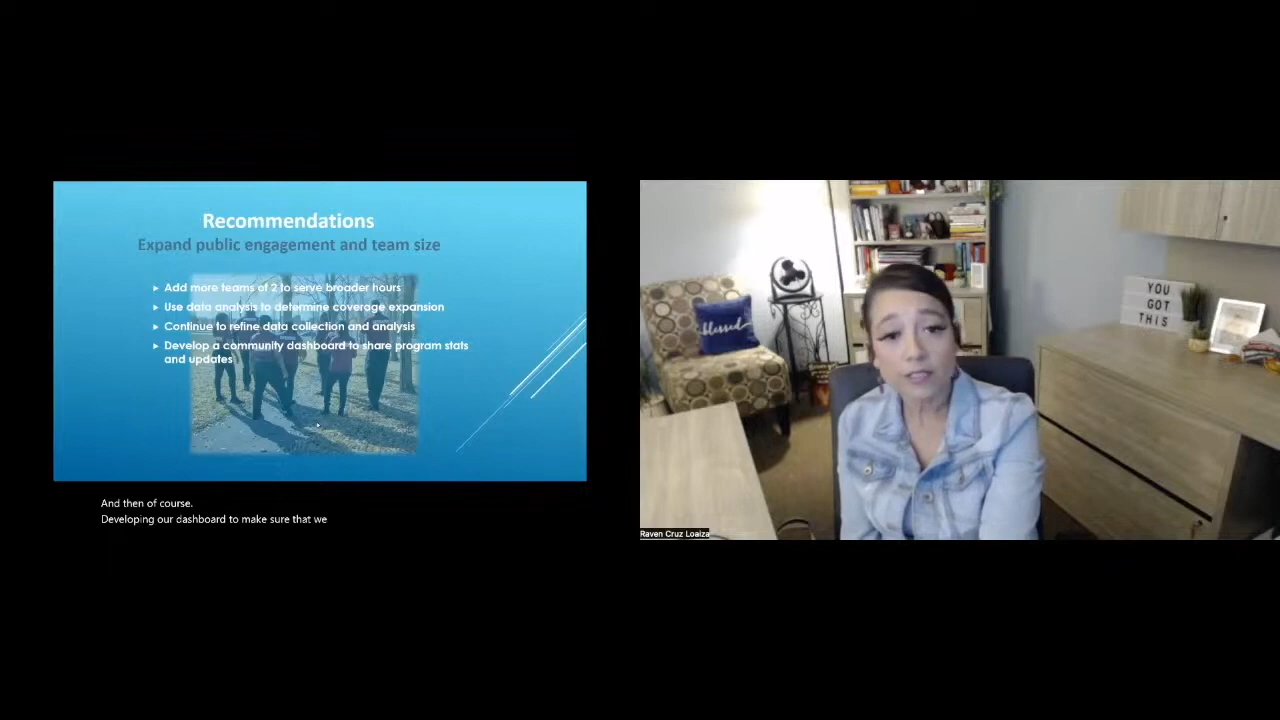 Recommendations
Expand public engagement and team size
▸ Add more teams of 2 to serve broader hours
▸ Use data analysis to determine coverage expansion
▸ Continue to refine data collection and analysis
▸ Develop a community dashboard to share program stats
and updates
And then of course.
Developing our dashboard to make sure that we
blessed
YOU
GOT
THIS
Raven Cruz Loaiza